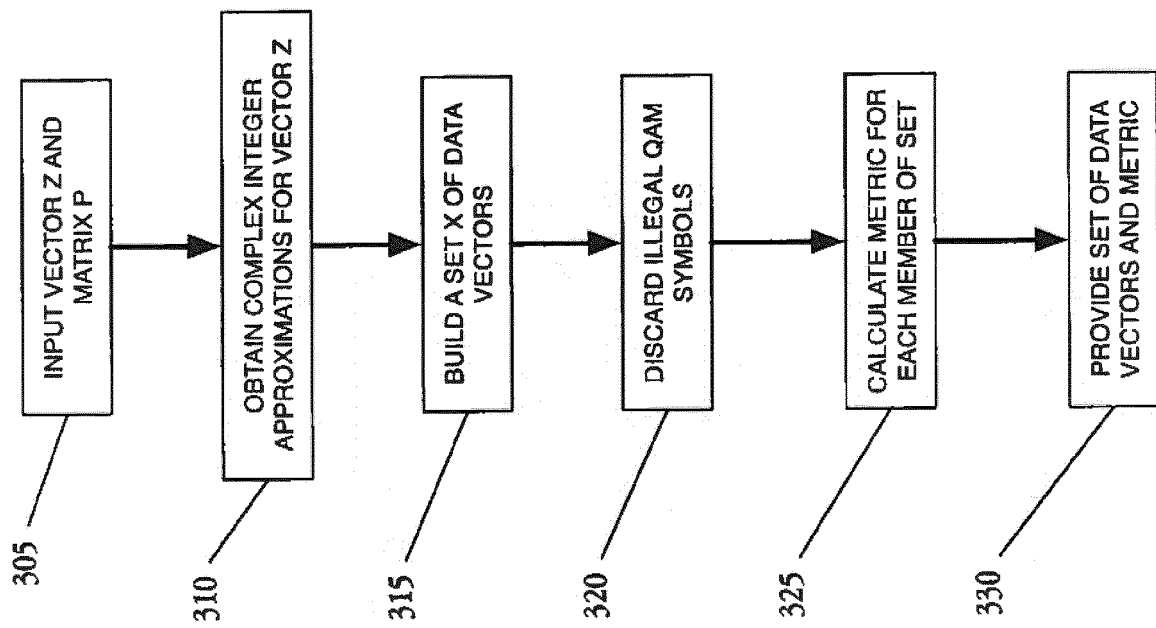 305
INPUT VECTOR Z AND
MATRIX P
310
OBTAIN COMPLEX INTEGER
APPROXIMATIONS FOR VECTOR Z
315
BUILD A SET X OF DATA
VECTORS
320
DISCARD ILLEGAL QAM
SYMBOLS
325
CALCULATE METRIC FOR
EACH MEMBER OF SET
330
PROVIDE SET OF DATA
VECTORS AND METRIC